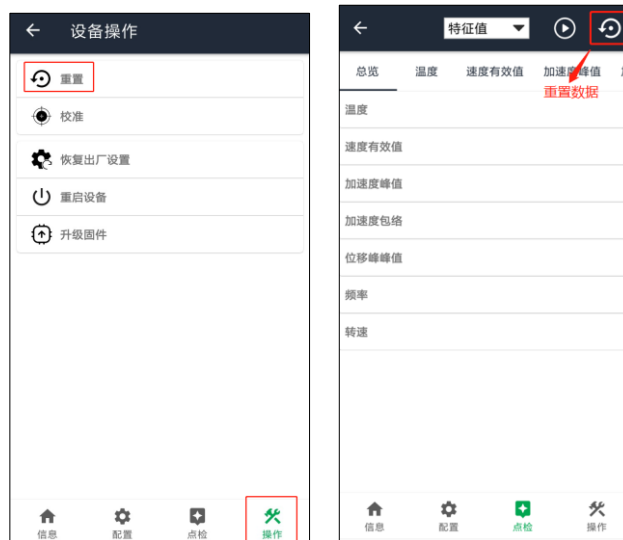 设备操作
重置
校准
恢复出厂设置
重启设备
升级固件
信息 配置 点检 操作
特征值
总览 温度 速度有效值 加速度峰值
重置数据
温度
速度有效值
加速度峰值
加速度包络
位移峰峰值
频率
转速
信息 配置 点检 操作